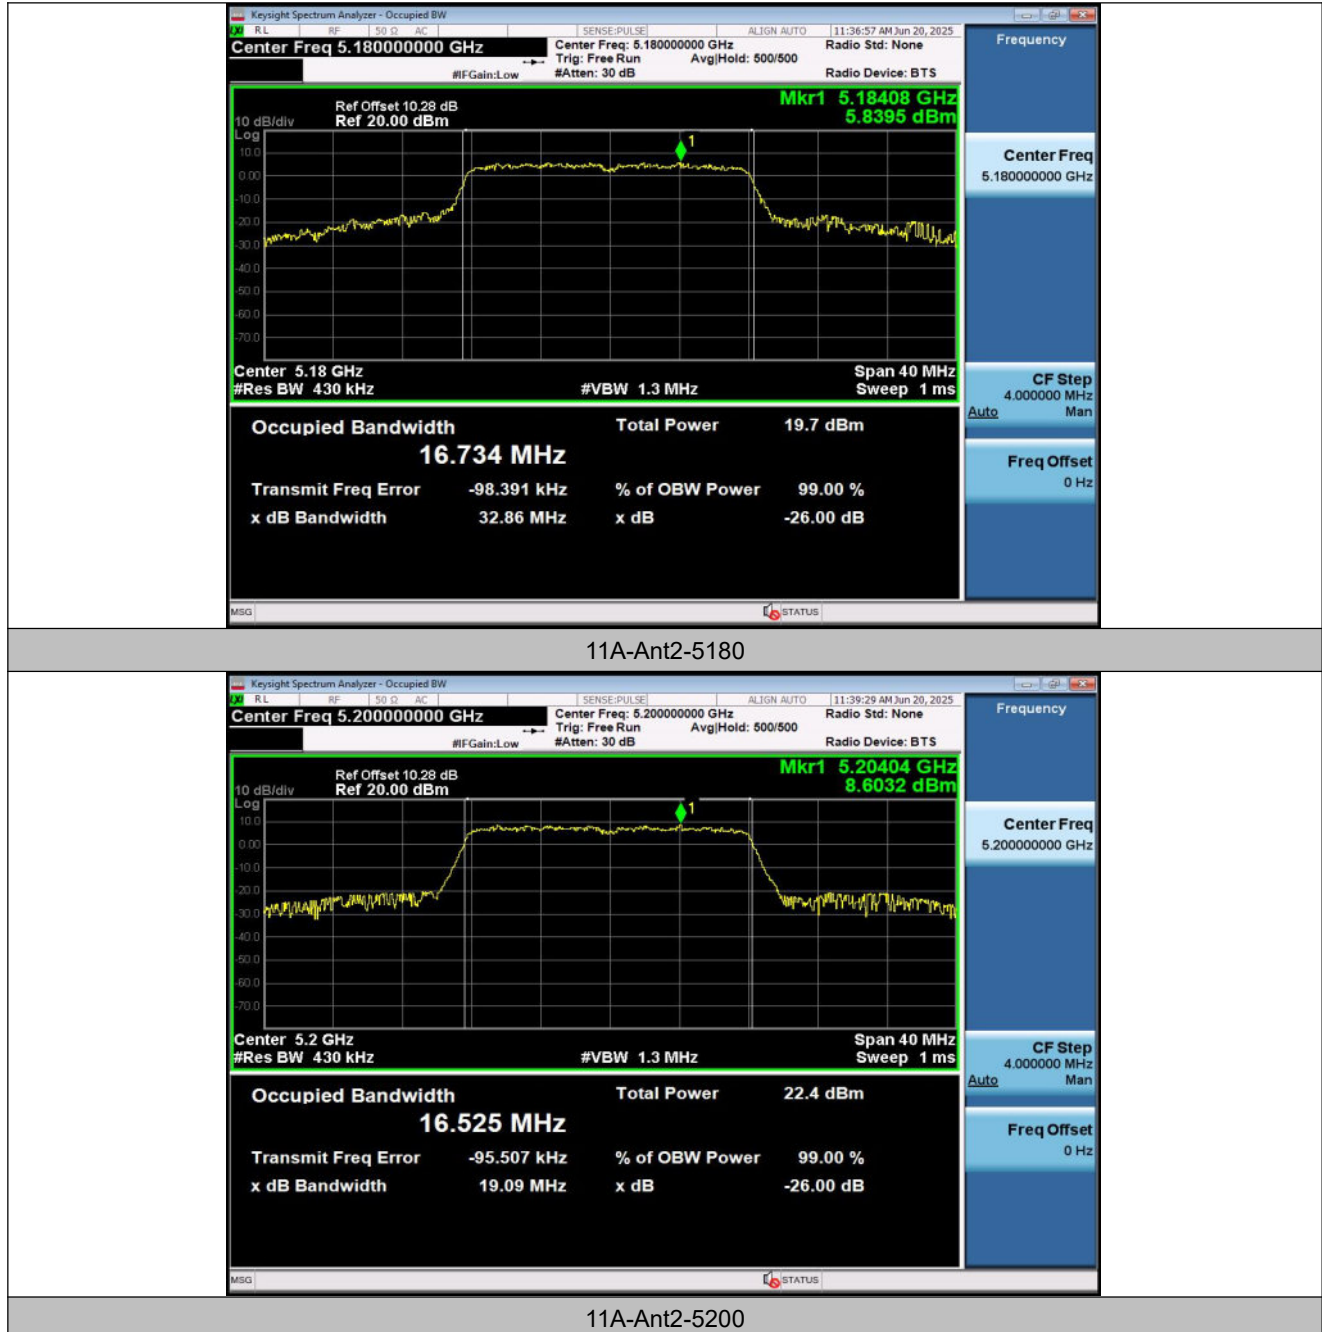 Keysight Spectrum Analyzer - Occupied BW
RL RF 50 Ω AC SENSE:PULSE ALIGN AUTO 11:36:57 AM Jun 20, 2025
Center Freq 5.180000000 GHz
Center Freq: 5.180000000 GHz
Radio Std: None
Trig: Free Run Avg|Hold: 500/500
#IFGain:Low #Atten: 30 dB Radio Device: BTS
Frequency
Mkr1 5.18408 GHz
5.8395 dBm
Ref Offset 10.28 dB
10 dB/div Ref 20.00 dBm
Log
10.0
0.00
-10.0
-20.0
-30.0
-40.0
-50.0
-60.0
-70.0
1
Center 5.18 GHz Span 40 MHz
#Res BW 430 kHz #VBW 1.3 MHz Sweep 1 ms
Center Freq
5.180000000 GHz
CF Step
4.000000 MHz
Auto Man
Freq Offset
0 Hz
Occupied Bandwidth Total Power 19.7 dBm
16.734 MHz
Transmit Freq Error -98.391 kHz % of OBW Power 99.00 %
x dB Bandwidth 32.86 MHz x dB -26.00 dB
MSG STATUS
11A-Ant2-5180
Keysight Spectrum Analyzer - Occupied BW
RL RF 50 Ω AC SENSE:PULSE ALIGN AUTO 11:39:29 AM Jun 20, 2025
Center Freq 5.200000000 GHz
Center Freq: 5.200000000 GHz
Radio Std: None
Trig: Free Run Avg|Hold: 500/500
#IFGain:Low #Atten: 30 dB Radio Device: BTS
Frequency
Mkr1 5.20404 GHz
8.6032 dBm
Ref Offset 10.28 dB
10 dB/div Ref 20.00 dBm
Log
10.0
0.00
-10.0
-20.0
-30.0
-40.0
-50.0
-60.0
-70.0
1
Center 5.2 GHz Span 40 MHz
#Res BW 430 kHz #VBW 1.3 MHz Sweep 1 ms
Center Freq
5.200000000 GHz
CF Step
4.000000 MHz
Auto Man
Freq Offset
0 Hz
Occupied Bandwidth Total Power 22.4 dBm
16.525 MHz
Transmit Freq Error -95.507 kHz % of OBW Power 99.00 %
x dB Bandwidth 19.09 MHz x dB -26.00 dB
MSG STATUS
11A-Ant2-5200